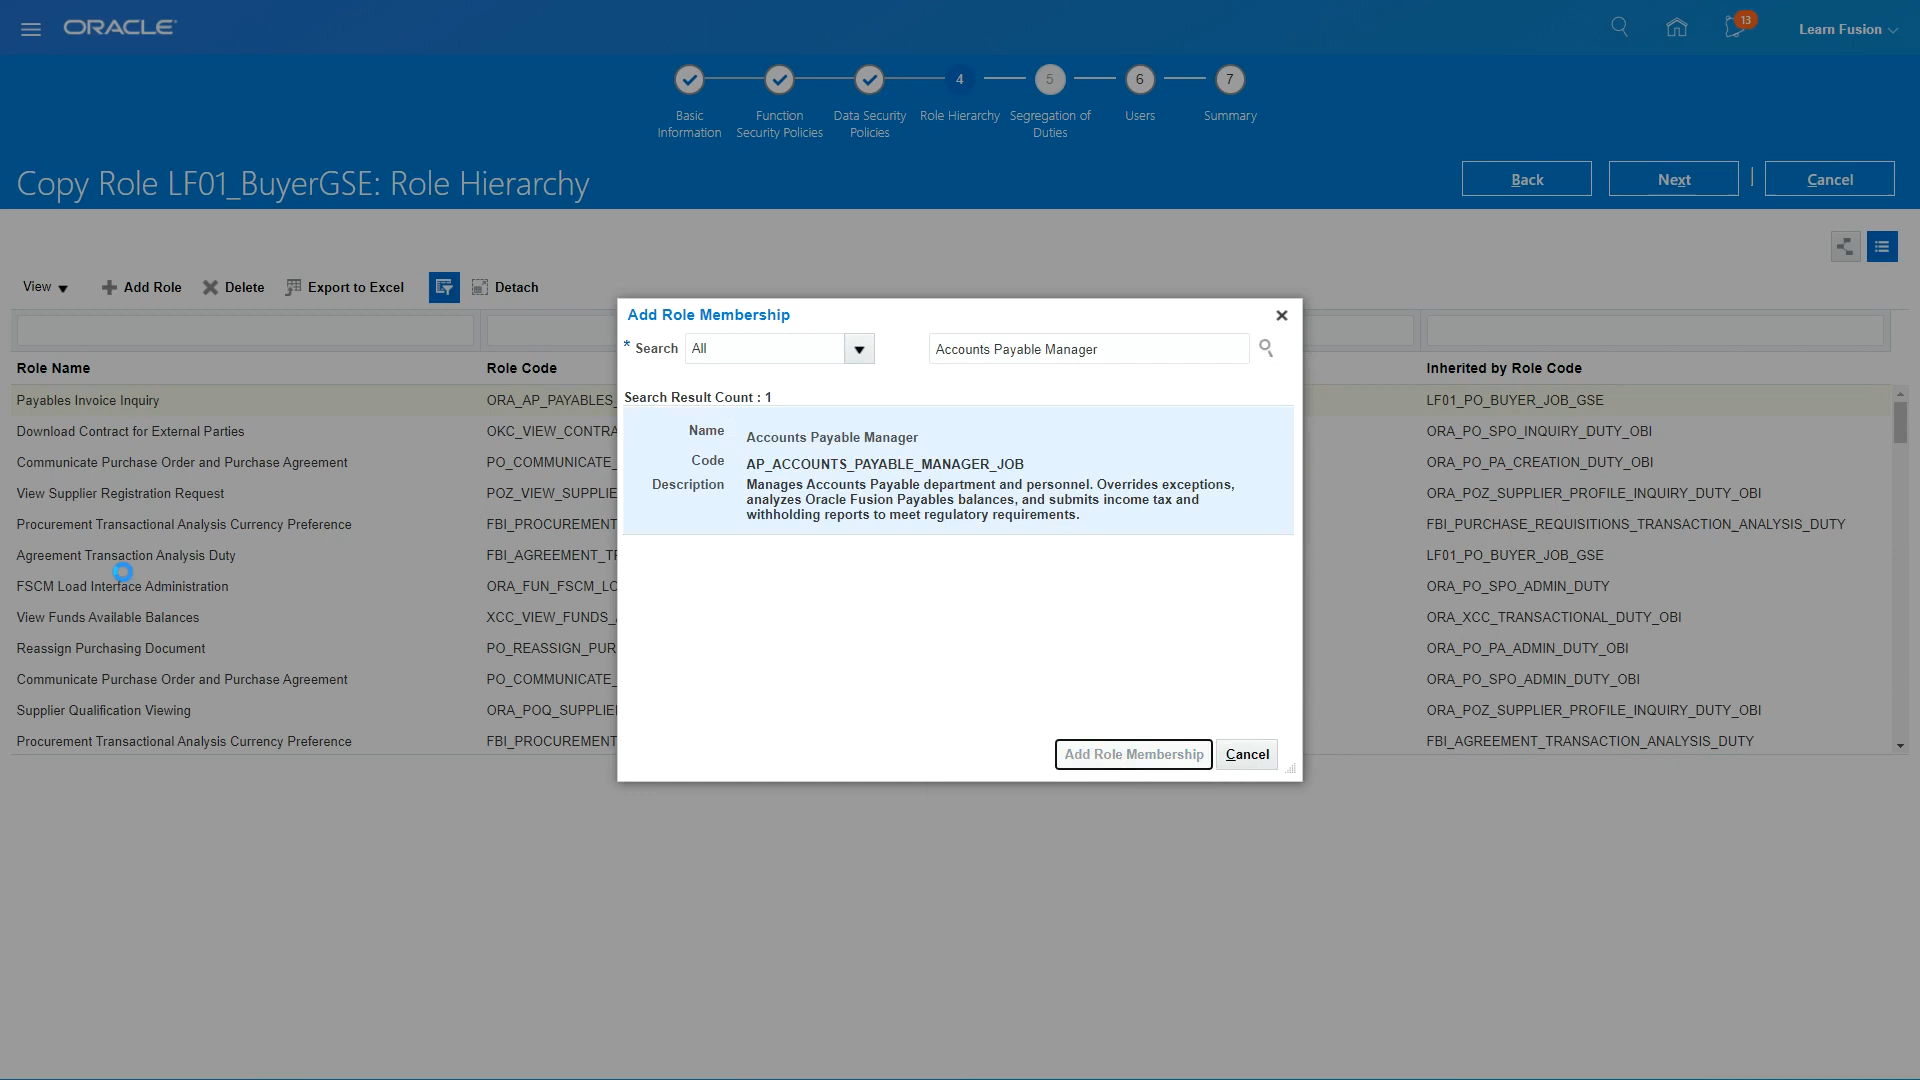 ORACLE
13
Learn Fusion
4
5
6
7
Basic Information
Function Security Policies
Data Security Policies
Role Hierarchy
Segregation of Duties
Users
Summary
Copy Role LF01_BuyerGSE: Role Hierarchy
Back
Next
Cancel
View
Add Role
Delete
Export to Excel
Detach
Role Name
Role Code
Inherited by Role Code
Payables Invoice Inquiry ORA_AP_PAYABLES_ LF01_PO_BUYER_JOB_GSE
Download Contract for External Parties OKC_VIEW_CONTRA ORA_PO_SPO_INQUIRY_DUTY_OBI
Communicate Purchase Order and Purchase Agreement PO_COMMUNICATE_ ORA_PO_PA_CREATION_DUTY_OBI
View Supplier Registration Request POZ_VIEW_SUPPLIE ORA_POZ_SUPPLIER_PROFILE_INQUIRY_DUTY_OBI
Procurement Transactional Analysis Currency Preference FBI_PROCUREMENT FBI_PURCHASE_REQUISITIONS_TRANSACTION_ANALYSIS_DUTY
Agreement Transaction Analysis Duty FBI_AGREEMENT_TR LF01_PO_BUYER_JOB_GSE
FSCM Load Interface Administration ORA_FUN_FSCM_LO ORA_PO_SPO_ADMIN_DUTY
View Funds Available Balances XCC_VIEW_FUNDS_ ORA_XCC_TRANSACTIONAL_DUTY_OBI
Reassign Purchasing Document PO_REASSIGN_PUR ORA_PO_PA_ADMIN_DUTY_OBI
Communicate Purchase Order and Purchase Agreement PO_COMMUNICATE_ ORA_PO_SPO_ADMIN_DUTY_OBI
Supplier Qualification Viewing ORA_POQ_SUPPLIE ORA_POZ_SUPPLIER_PROFILE_INQUIRY_DUTY_OBI
Procurement Transactional Analysis Currency Preference FBI_PROCUREMENT FBI_AGREEMENT_TRANSACTION_ANALYSIS_DUTY
Add Role Membership
* Search All Accounts Payable Manager
Search Result Count : 1
Name Accounts Payable Manager
Code AP_ACCOUNTS_PAYABLE_MANAGER_JOB
Description Manages Accounts Payable department and personnel. Overrides exceptions,
analyzes Oracle Fusion Payables balances, and submits income tax and
withholding reports to meet regulatory requirements.
Add Role Membership
Cancel